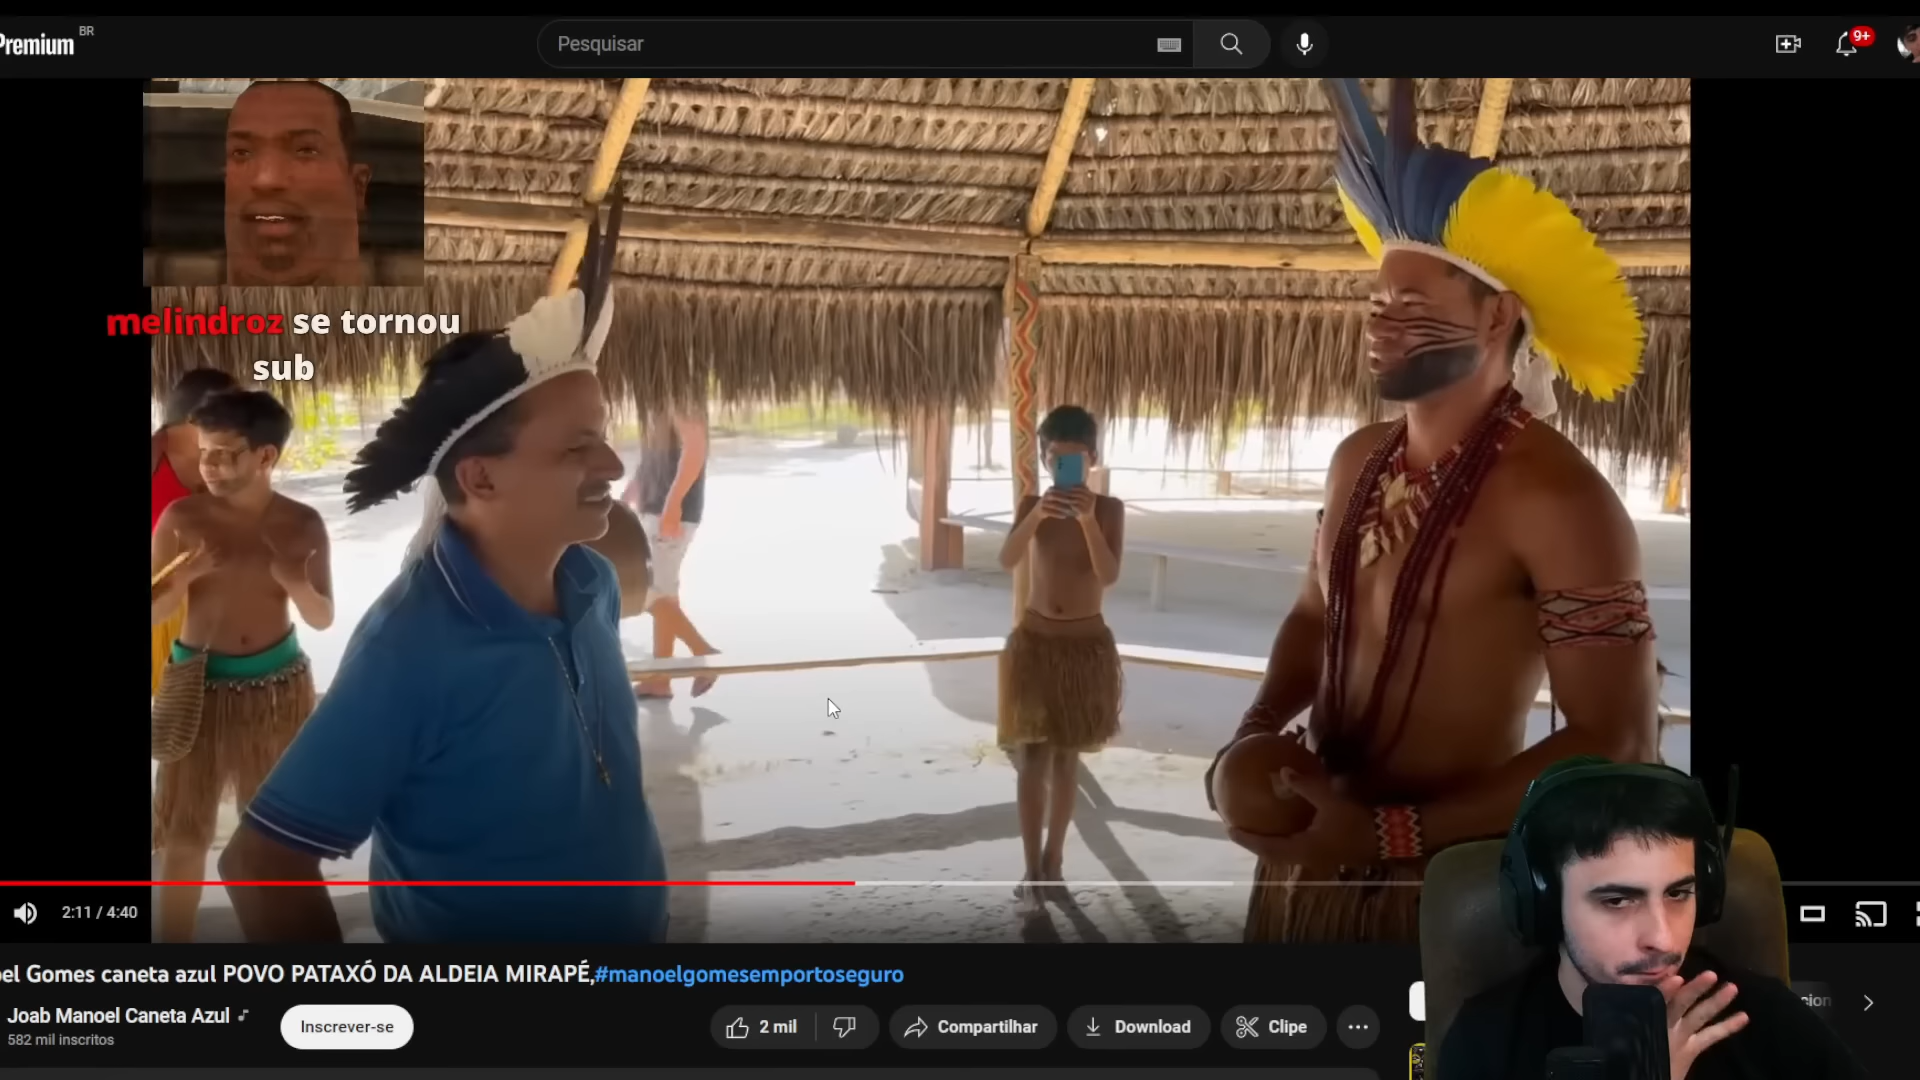 Premium BR
Pesquisar
9+
melindroz se tornou
sub
2:11 / 4:40
el Gomes caneta azul POVO PATAXÓ DA ALDEIA MIRAPÉ,#manoelgomesemportoseguro
Joab Manoel Caneta Azul
582 mil inscritos
Inscrever-se
2 mil
Compartilhar
Download
Clipe